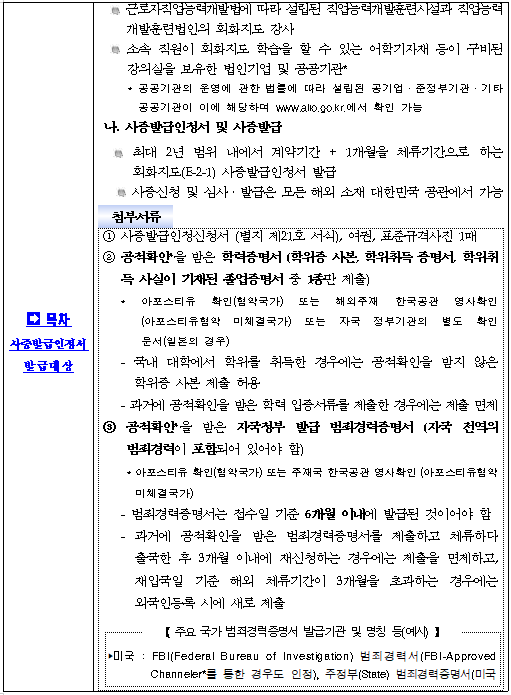 근로자직업능력개발법에 따라 설립된 직업능력개발훈련시설과 직업능력
개발훈련법인의 회화지도 강사
소속 직원이 회화지도 학습을 할 수 있는 어학기자재 등이 구비된
강의실을 보유한 법인기업 및 공공기관*
* 공공기관의 운영에 관한 법률에 따라 설립된 공기업·준정부기관·기타
공공기관이 이에 해당하며 www.alio.go.kr.에서 확인 가능
나. 사증발급인정서 및 사증발급
최대 2년 범위 내에서 계약기간 + 1개월을 체류기간으로 하는
회화지도(E-2-1) 사증발급인정서 발급
사증신청 및 심사·발급은 모든 해외 소재 대한민국 공관에서 가능
첨부서류
① 사증발급인정신청서 (별지 제21호 서식), 여권, 표준규격사진 1매
② 공적확인*을 받은 학력증명서 (학위증 사본, 학위취득 증명서, 학위취
득 사실이 기재된 졸업증명서 중 1종만 제출)
* 아포스티유 확인(협약국가) 또는 해외주재 한국공관 영사확인
(아포스티유협약 미체결국가) 또는 자국 정부기관의 별도 확인
문서(일본의 경우)
➡ 목차
사증발급인정서
발급대상
- 국내 대학에서 학위를 취득한 경우에는 공적확인을 받지 않은
학위증 사본 제출 허용
- 과거에 공적확인을 받은 학력 입증서류를 제출한 경우에는 제출 면제
③ 공적확인*을 받은 자국정부 발급 범죄경력증명서 (자국 전역의
범죄경력이 포함되어 있어야 함)
* 아포스티유 확인(협약국가) 또는 주재국 한국공관 영사확인 (아포스티유협약
미체결국가)
- 범죄경력증명서는 접수일 기준 6개월 이내에 발급된 것이어야 함
- 과거에 공적확인을 받은 범죄경력증명서를 제출하고 체류하다
출국한 후 3개월 이내에 재신청하는 경우에는 제출을 면제하고,
재입국일 기준 해외 체류기간이 3개월을 초과하는 경우에는
외국인등록 시에 새로 제출
【 주요 국가 범죄경력증명서 발급기관 및 명칭 등(예시) 】
▸미국 : FBI(Federal Bureau of Investigation) 범죄경력서(FBI-Approved
Channeler*를 통한 경우도 인정), 주정부(State) 범죄경력증명서(미국